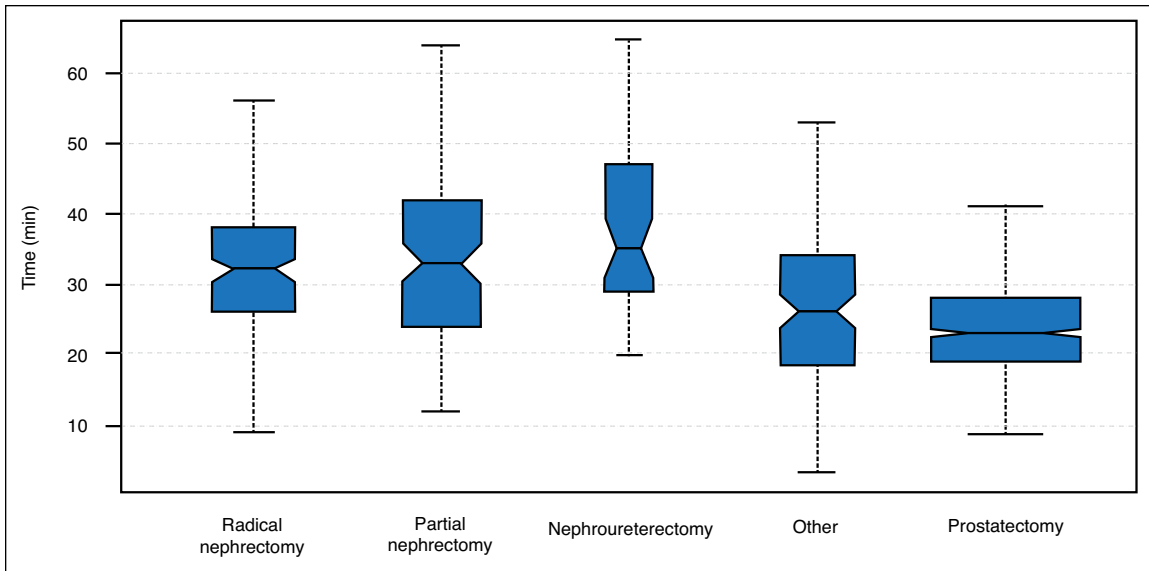 60
50
40
30
20
10
Time (min)
Radical
nephrectomy
Partial
nephrectomy
Nephroureterectomy
Other
Prostatectomy